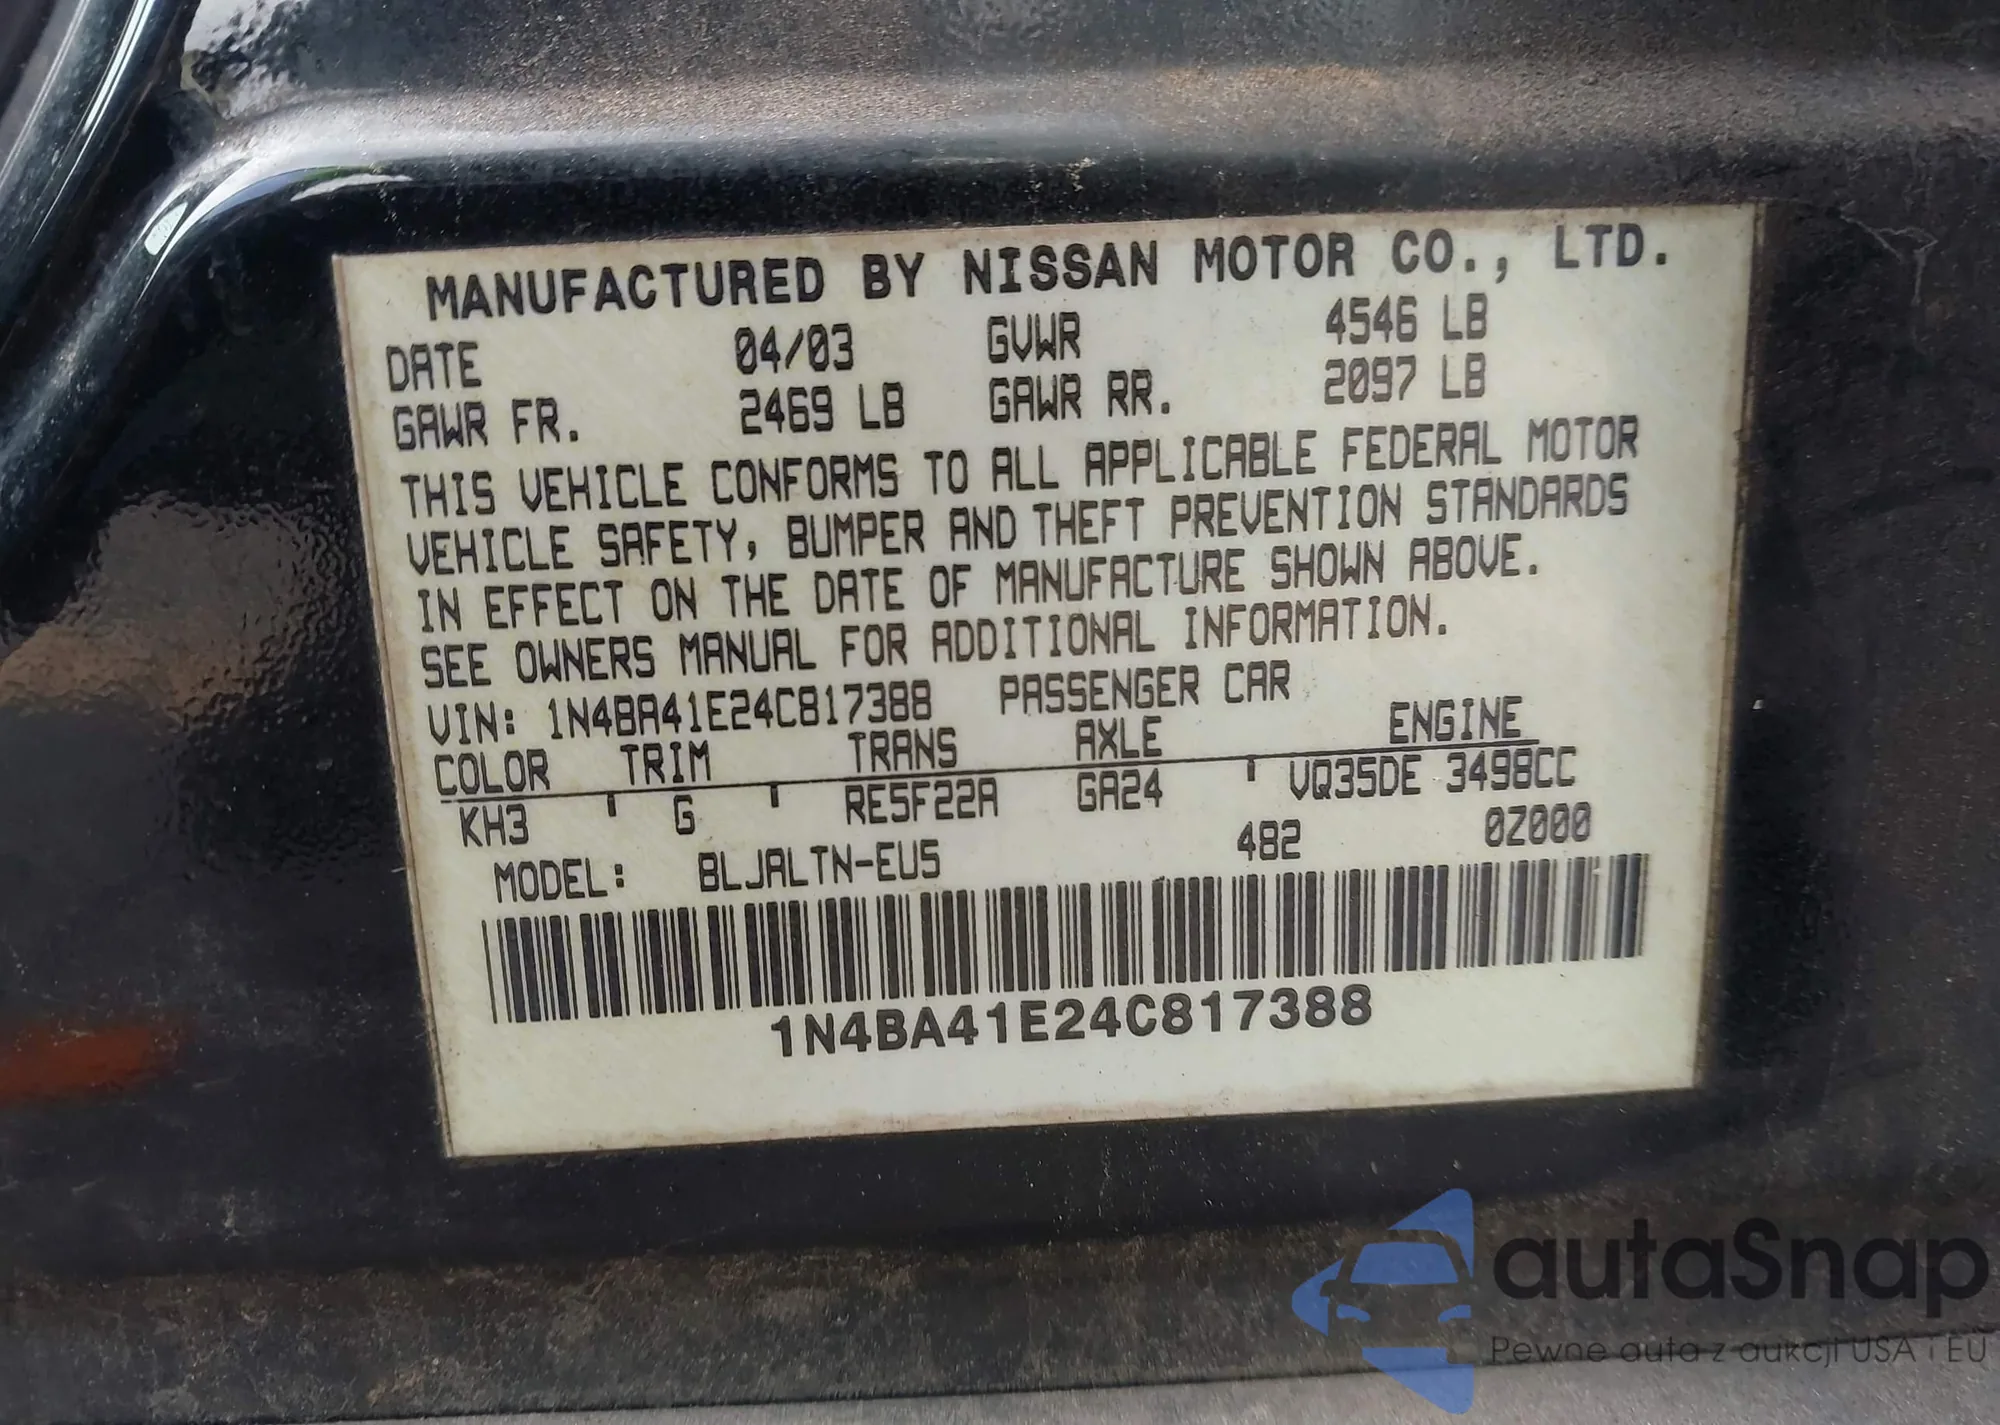 MANUFACTURED BY NISSAN MOTOR CO., LTD.
DATE 04/03 GVWR 4546 LB
GAWR FR. 2469 LB GAWR RR. 2097 LB
THIS VEHICLE CONFORMS TO ALL APPLICABLE FEDERAL MOTOR
VEHICLE SAFETY, BUMPER AND THEFT PREVENTION STANDARDS
IN EFFECT ON THE DATE OF MANUFACTURE SHOWN ABOVE.
SEE OWNERS MANUAL FOR ADDITIONAL INFORMATION.
VIN: 1N4BA41E24C817388 PASSENGER CAR
COLOR TRIM TRANS AXLE ENGINE
KH3 G RE5F22A GA24 VQ35DE 3498CC
MODEL: BLJALTN-EU5 482 0Z000
1N4BA41E24C817388
autaSnap
Pewne auta z aukcji USA i EU